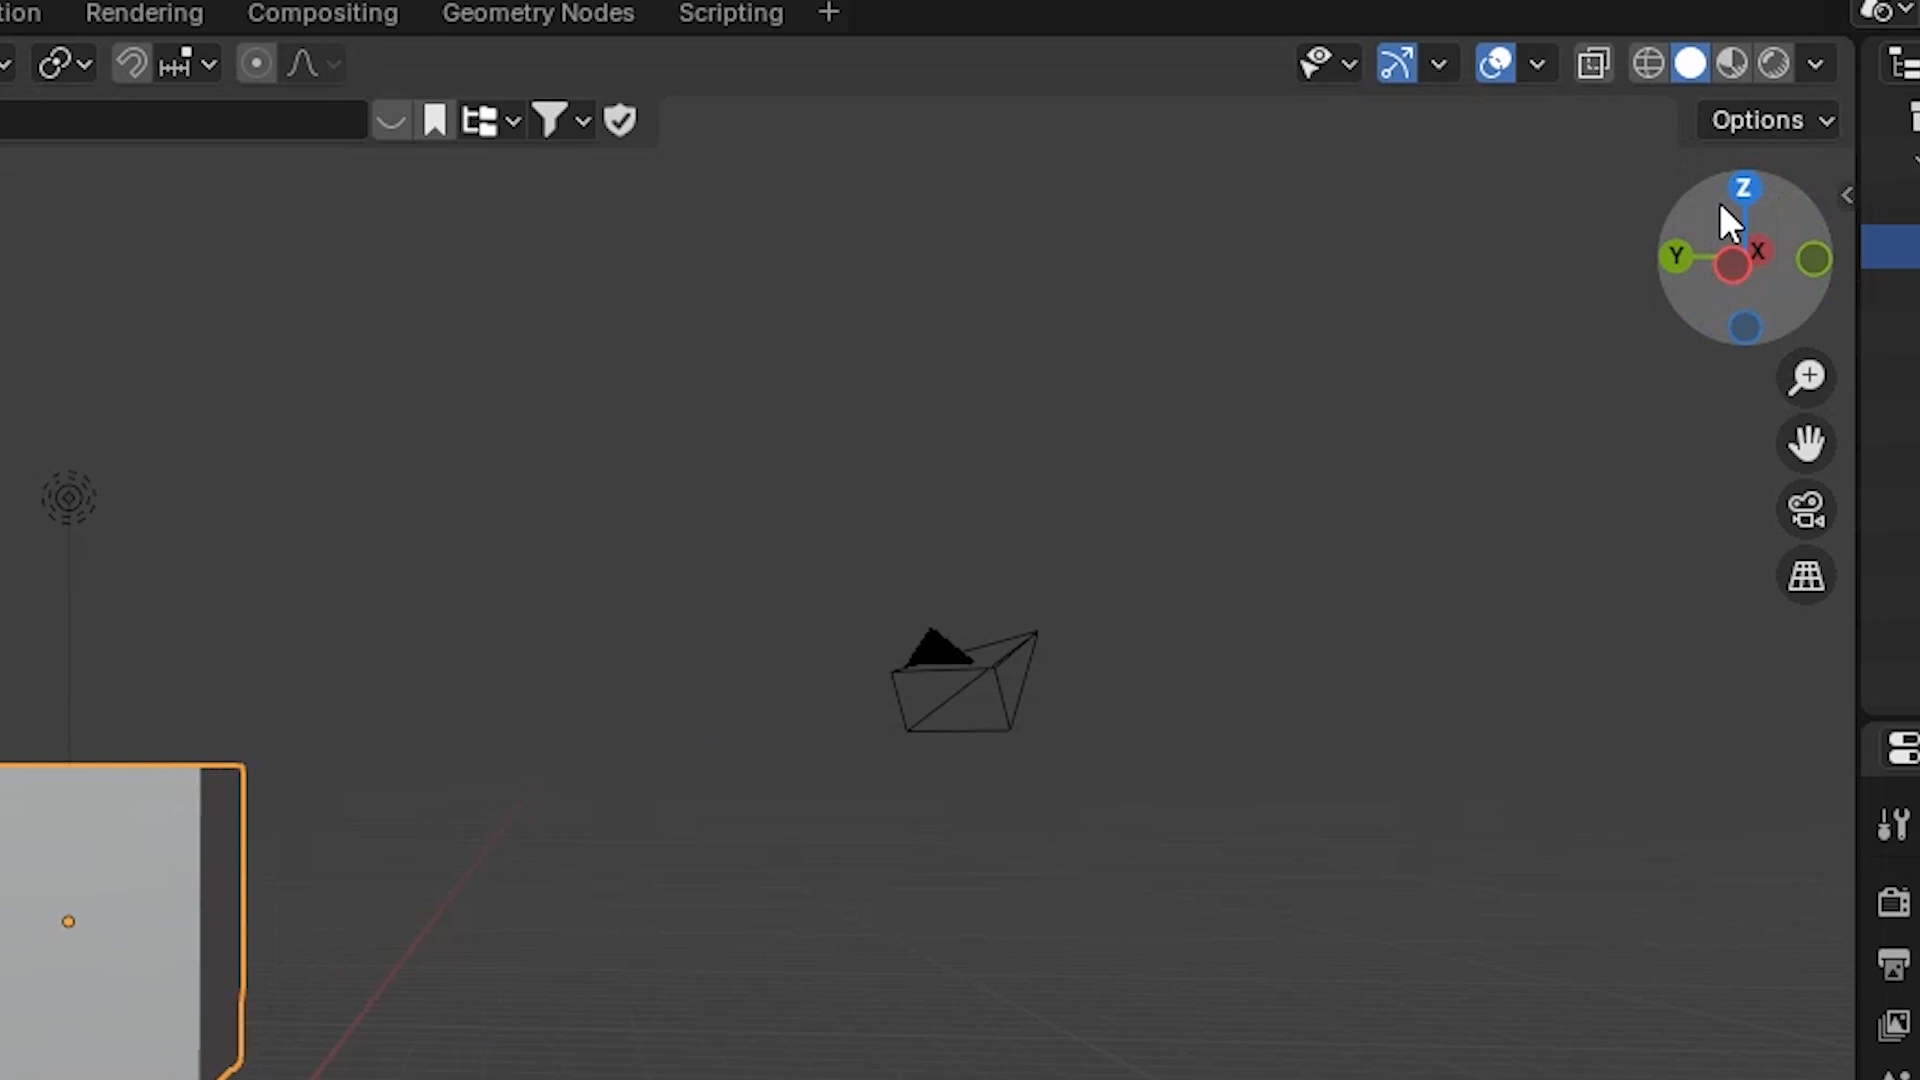 tion Rendering Compositing Geometry Nodes Scripting +
Options
Z
Y
X